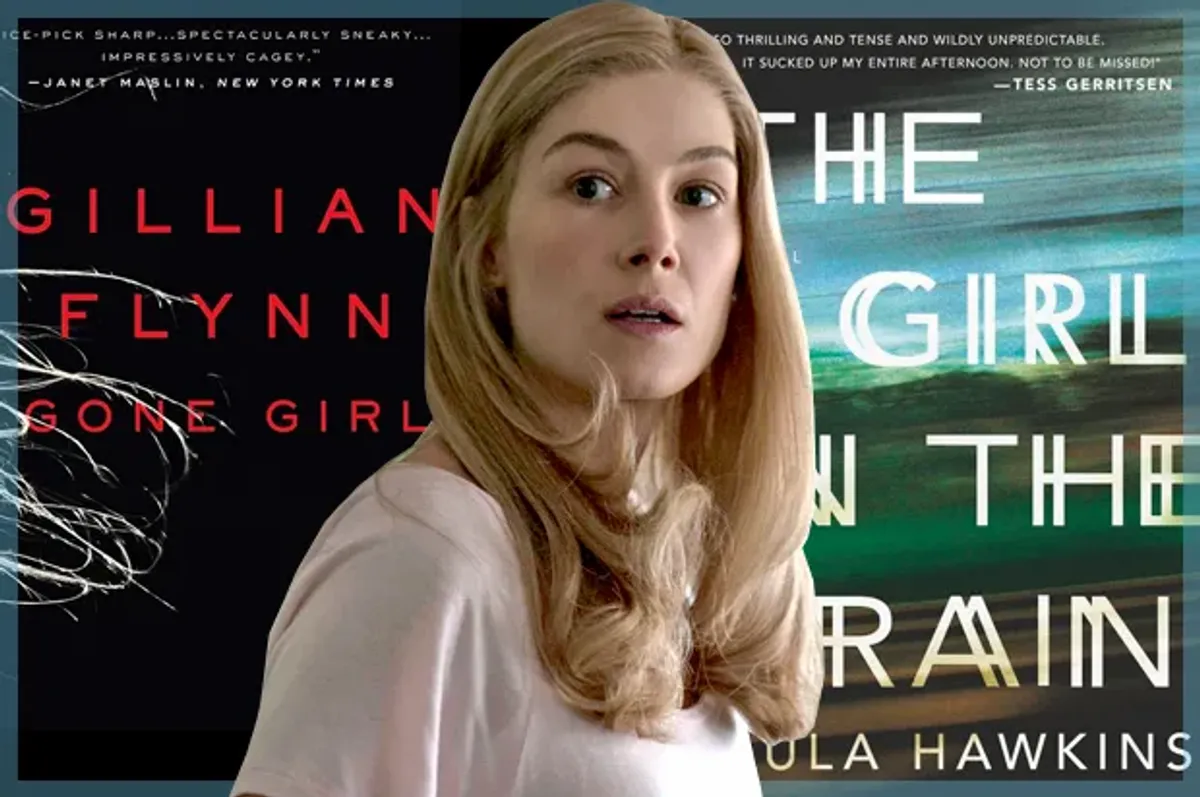 ICE-PICK SHARP...SPECTACULARLY SNEAKY...
IMPRESSIVELY CAGEY."
—JANET MASLIN, NEW YORK TIMES
GILLIAN
FLYNN
GONE GIRL
SO THRILLING AND TENSE AND WILDLY UNPREDICTABLE.
IT SUCKED UP MY ENTIRE AFTERNOON. NOT TO BE MISSED!"
—TESS GERRITSEN
THE
GIRL
N THE
RAIN
ULA HAWKINS